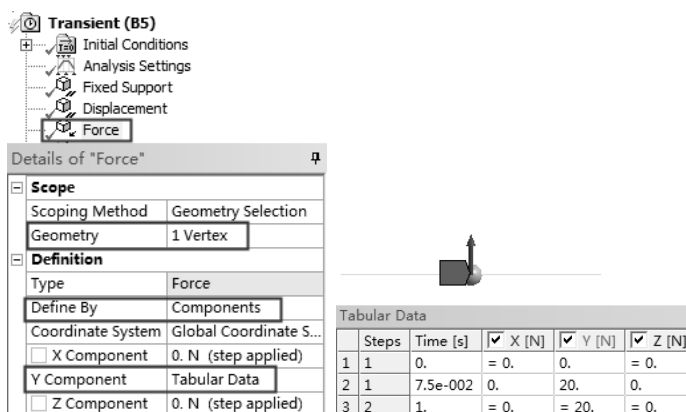 Transient (B5)
T=0 Initial Conditions
Analysis Settings
Fixed Support
Displacement
Force
Details of "Force"
Scope
Scoping Method Geometry Selection
Geometry 1 Vertex
Definition
Type Force
Define By Components
Coordinate System Global Coordinate S...
X Component 0. N (step applied)
Y Component Tabular Data
Z Component 0. N (step applied)
Tabular Data
Steps Time [s] X [N] Y [N] Z [N]
1 1 0. = 0. 0. = 0.
2 1 7.5e-002 0. 20. 0.
3 2 1. = 0. = 20. = 0.